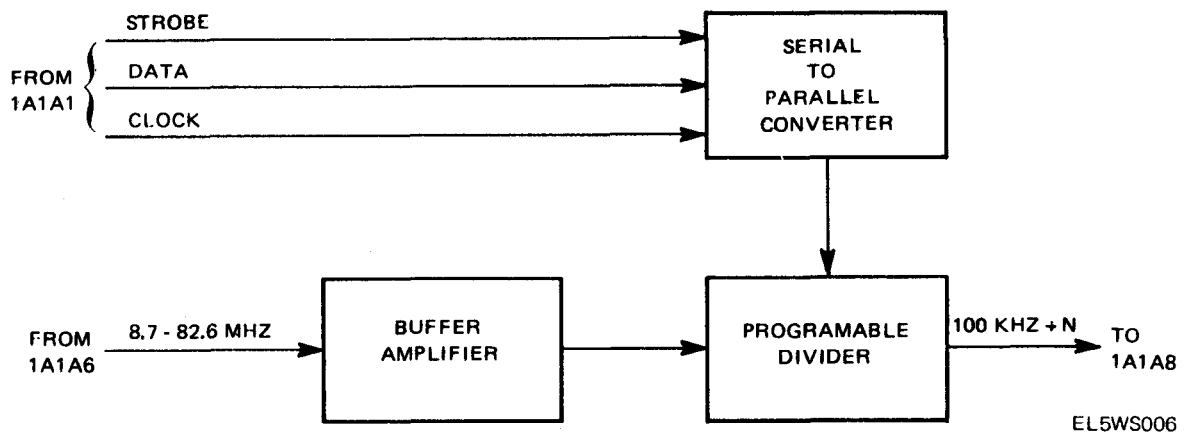 STROBE
FROM
1A1A1
DATA
CLOCK
SERIAL
TO
PARALLEL
CONVERTER
FROM
1A1A6
8.7 - 82.6 MHZ
BUFFER
AMPLIFIER
PROGRAMABLE
DIVIDER
100 KHZ ÷ N
TO
1A1A8
EL5WS006